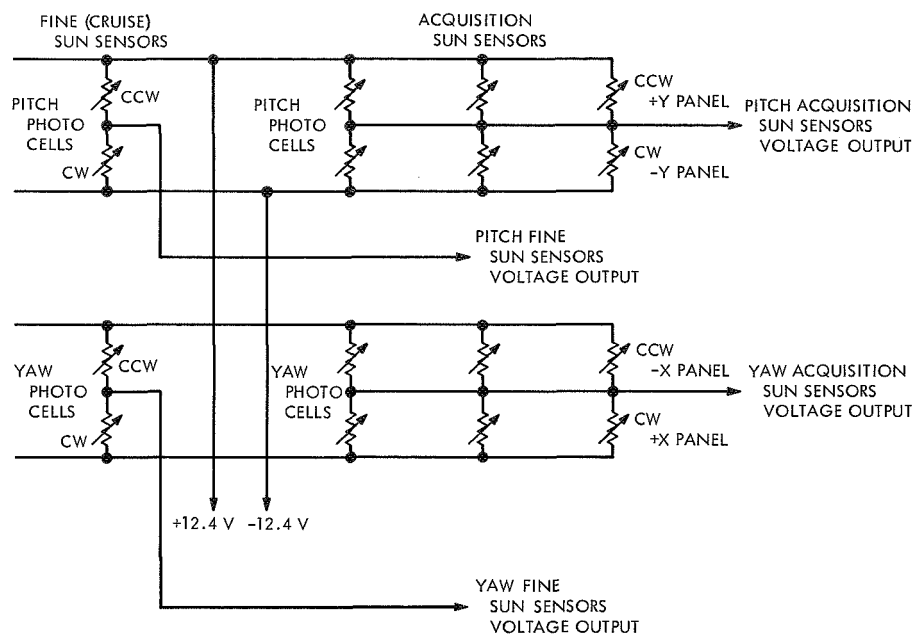 FINE (CRUISE)
SUN SENSORS
ACQUISITION
SUN SENSORS
CCW
PITCH
PHOTO
CELLS
CW
PITCH
PHOTO
CELLS
CCW
+Y PANEL
CW
-Y PANEL
PITCH ACQUISITION
SUN SENSORS
VOLTAGE OUTPUT
PITCH FINE
SUN SENSORS
VOLTAGE OUTPUT
CCW
YAW
PHOTO
CELLS
CW
YAW
PHOTO
CELLS
CCW
-X PANEL
CW
+X PANEL
YAW ACQUISITION
SUN SENSORS
VOLTAGE OUTPUT
+12.4 V
-12.4 V
YAW FINE
SUN SENSORS
VOLTAGE OUTPUT